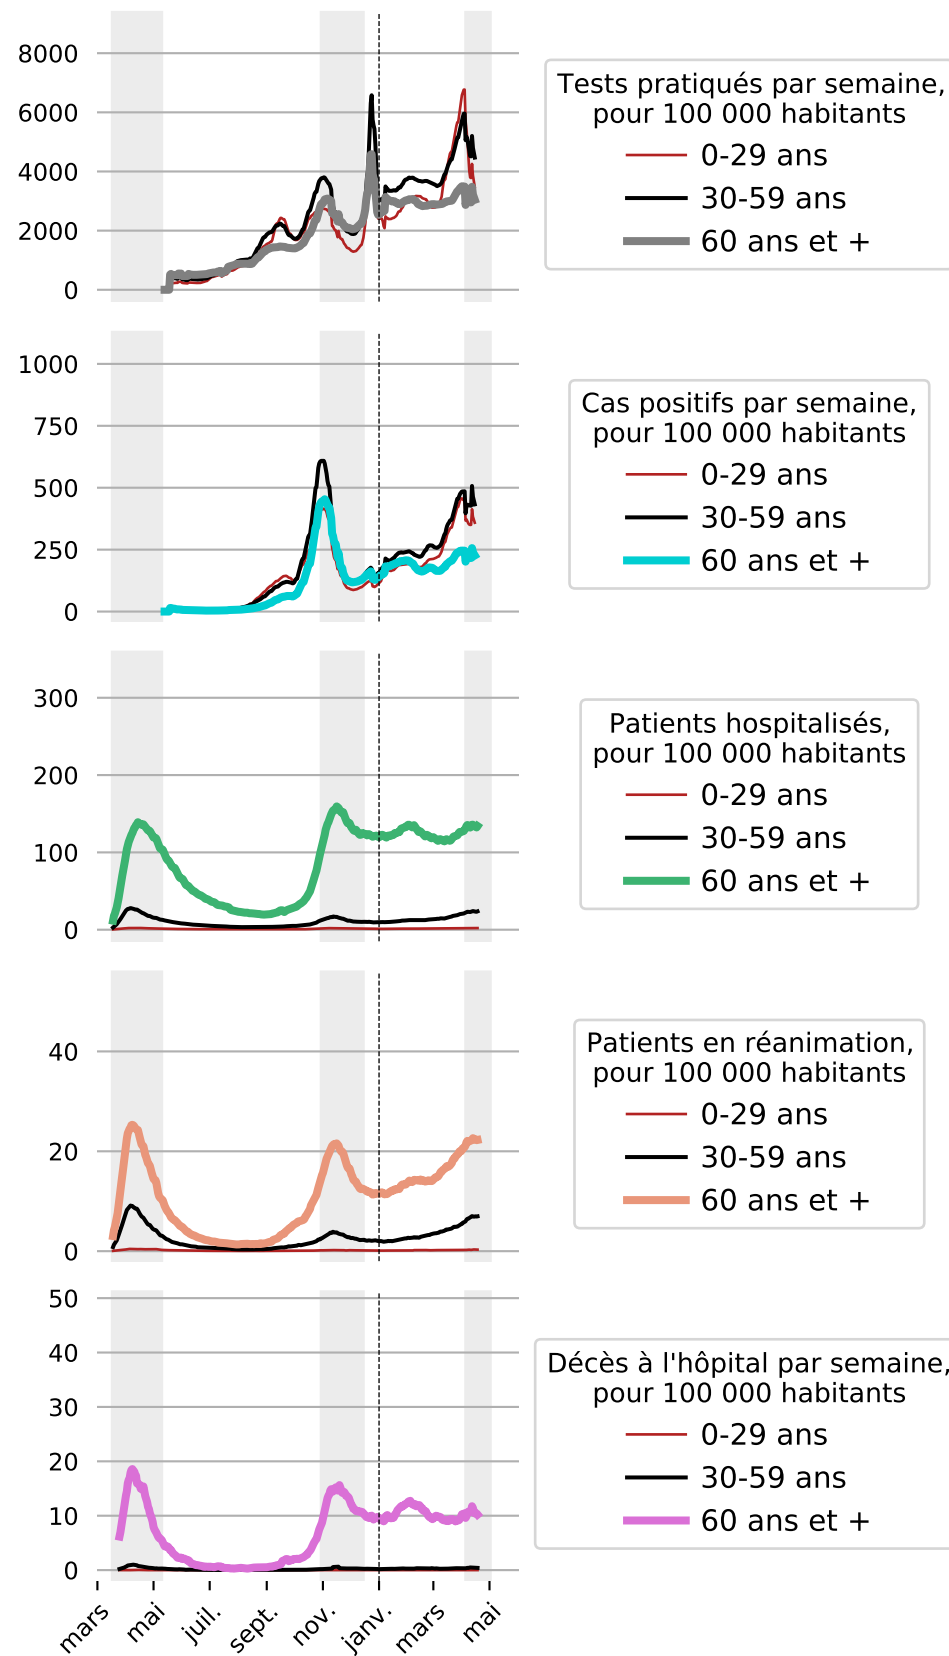 8000
6000
4000
2000
0
Tests pratiqués par semaine,
pour 100 000 habitants
0-29 ans
30-59 ans
60 ans et +
1000
750
500
250
0
Cas positifs par semaine,
pour 100 000 habitants
0-29 ans
30-59 ans
60 ans et +
300
200
100
0
Patients hospitalisés,
pour 100 000 habitants
0-29 ans
30-59 ans
60 ans et +
40
20
0
Patients en réanimation,
pour 100 000 habitants
0-29 ans
30-59 ans
60 ans et +
50
40
30
20
10
0
Décès à l'hôpital par semaine,
pour 100 000 habitants
0-29 ans
30-59 ans
60 ans et +
mars
mai
juil.
sept.
nov.
janv.
mars
mai